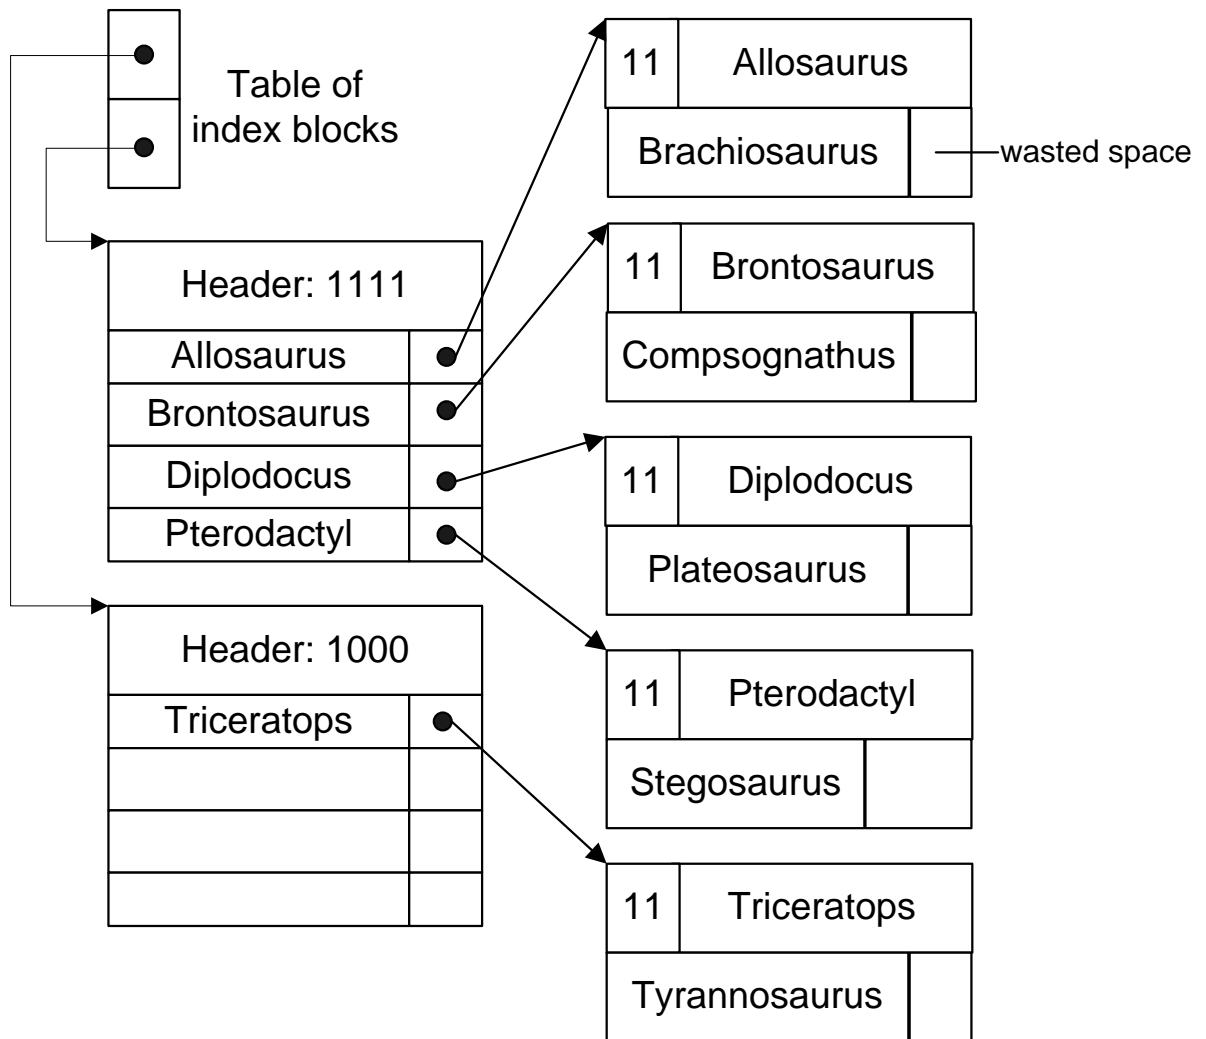 Table of
index blocks
Header: 1111
Allosaurus
Brontosaurus
Diplodocus
Pterodactyl
Header: 1000
Triceratops
11 Allosaurus
Brachiosaurus
wasted space
11 Brontosaurus
Compsognathus
11 Diplodocus
Plateosaurus
11 Pterodactyl
Stegosaurus
11 Triceratops
Tyrannosaurus